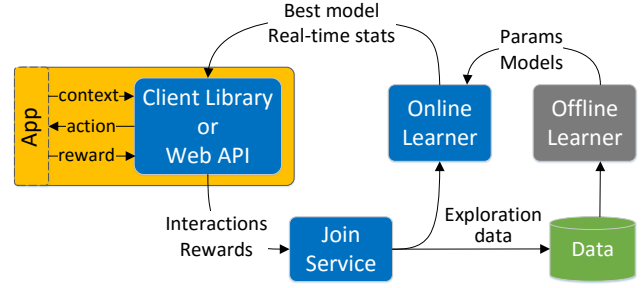 Best model
Real-time stats
Params
Models
App
context
action
reward
Client Library
or
Web API
Online
Learner
Offline
Learner
Interactions
Rewards
Join
Service
Exploration
data
Data